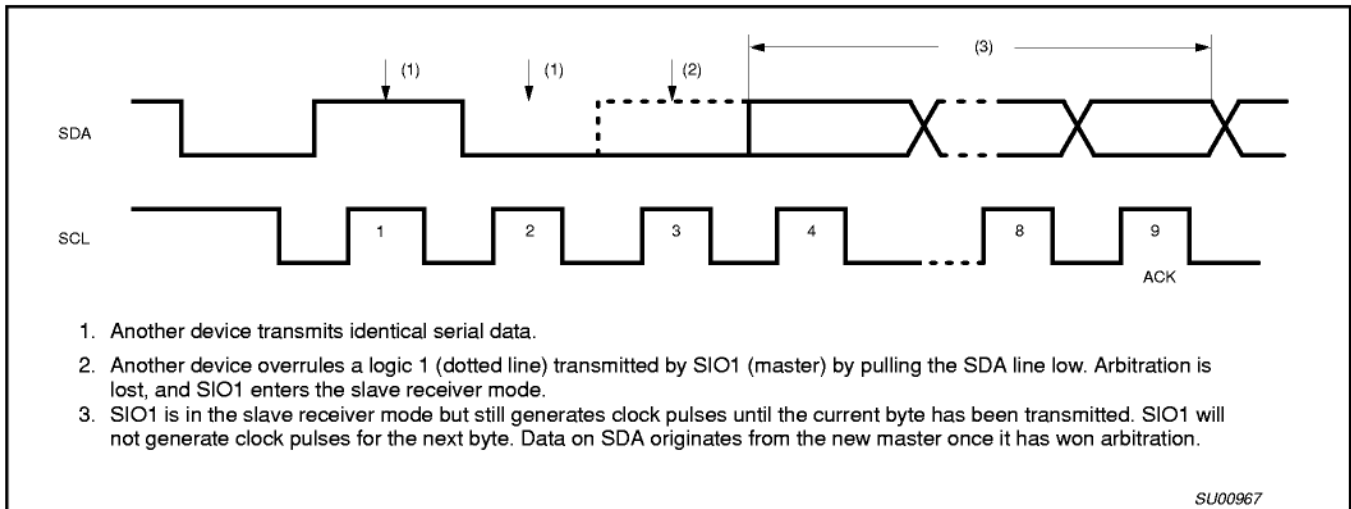 (1) (1) (2) (3)
SDA
SCL 1 2 3 4 8 9
ACK
1. Another device transmits identical serial data.
2. Another device overrules a logic 1 (dotted line) transmitted by SIO1 (master) by pulling the SDA line low. Arbitration is
lost, and SIO1 enters the slave receiver mode.
3. SIO1 is in the slave receiver mode but still generates clock pulses until the current byte has been transmitted. SIO1 will
not generate clock pulses for the next byte. Data on SDA originates from the new master once it has won arbitration.
SU00967